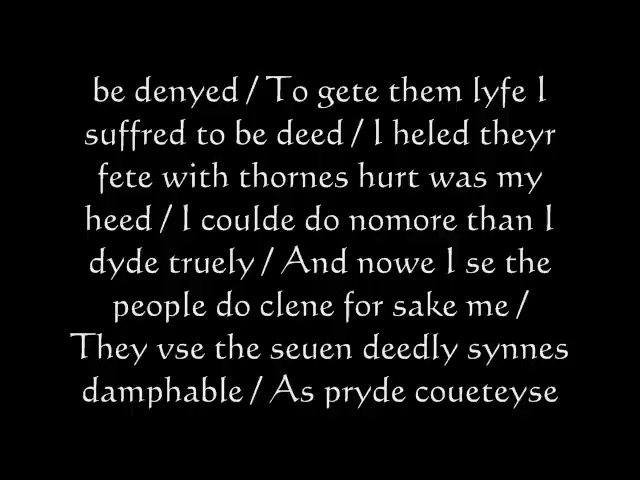 be denyed / To gete them lyfe I
suffred to be deed / I heled theyr
fete with thornes hurt was my
heed / I coulde do nomore than I
dyde truely / And nowe I se the
people do clene for sake me /
They vse the seuen deedly synnes
damphable / As pryde coueteyse